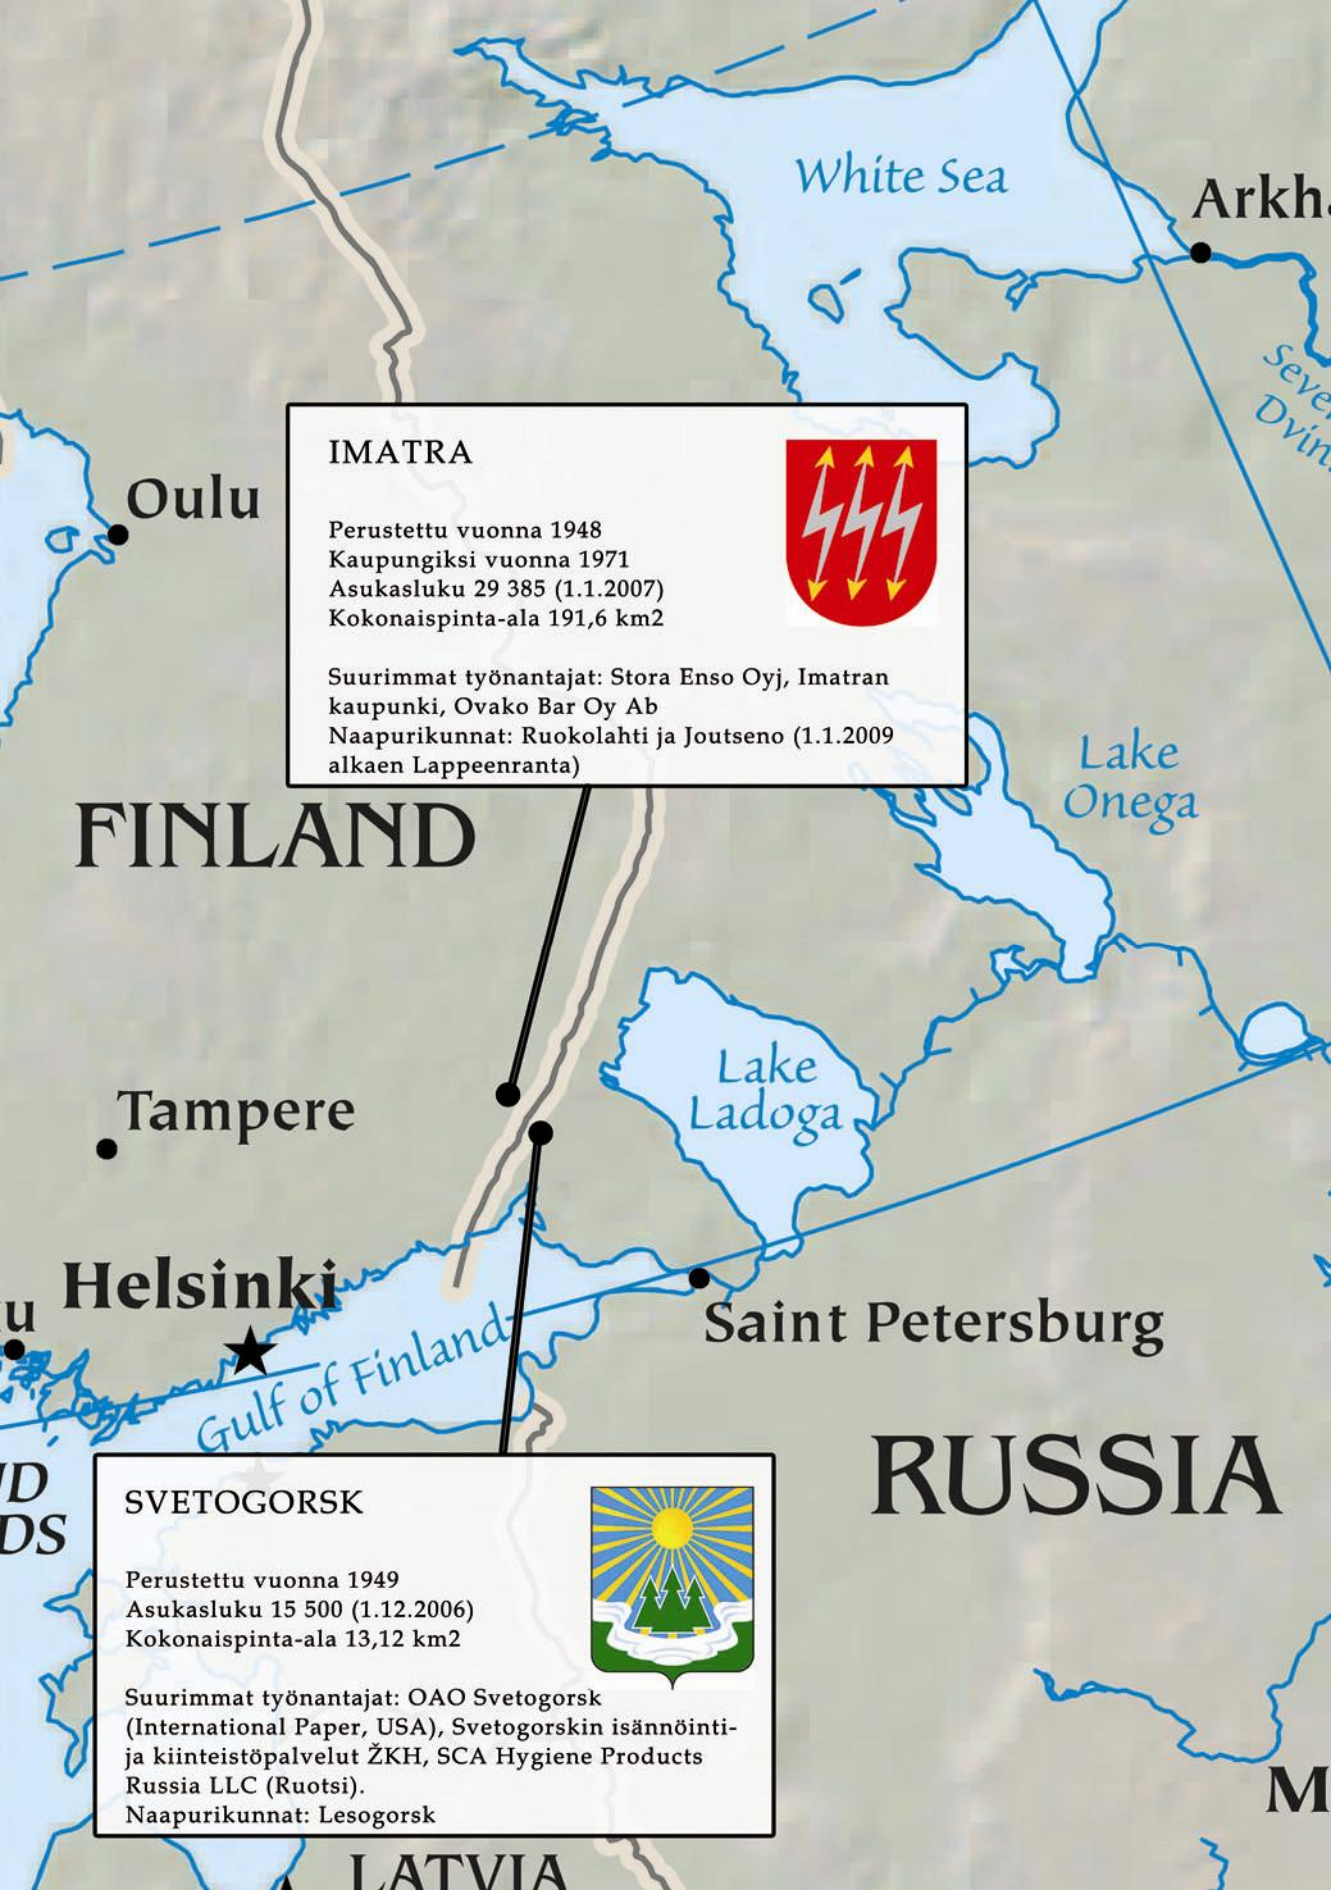 White Sea
Arkh
Seve
Dvin
Oulu
IMATRA
Perustettu vuonna 1948
Kaupungiksi vuonna 1971
Asukasluku 29 385 (1.1.2007)
Kokonaispinta-ala 191,6 km2
Suurimmat työnantajat: Stora Enso Oyj, Imatran
kaupunki, Ovako Bar Oy Ab
Naapurikunnat: Ruokolahti ja Joutseno (1.1.2009
alkaen Lappeenranta)
Lake
Onega
FINLAND
Lake
Ladoga
Tampere
Helsinki
u
Saint Petersburg
Gulf of Finland
RUSSIA
D
DS
SVETOGORSK
Perustettu vuonna 1949
Asukasluku 15 500 (1.12.2006)
Kokonaispinta-ala 13,12 km2
Suurimmat työnantajat: OAO Svetogorsk
(International Paper, USA), Svetogorskin isännöinti-
ja kiinteistöpalvelut ŽKH, SCA Hygiene Products
Russia LLC (Ruotsi).
Naapurikunnat: Lesogorsk
M
LATVIA